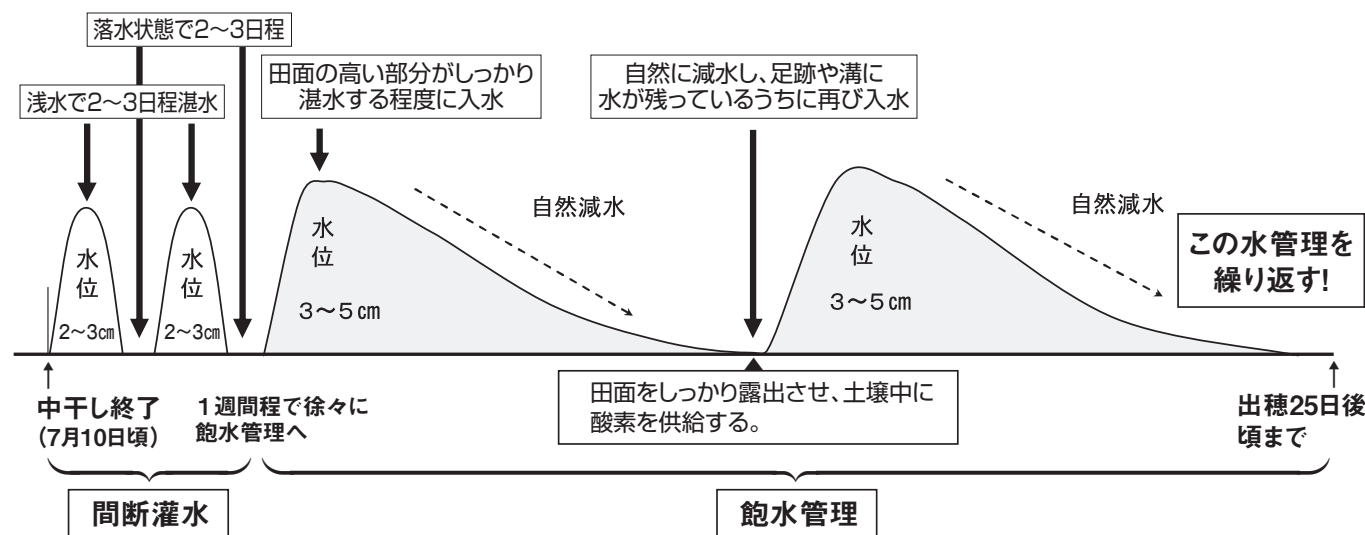 落水状態で2〜3日程
浅水で2〜3日程湛水
田面の高い部分がしっかり
湛水する程度に入水
自然に減水し、足跡や溝に
水が残っているうちに再び入水
水位
2〜3㎝
水位
2〜3㎝
水位
3〜5㎝
自然減水
水位
3〜5㎝
自然減水
この水管理を
繰り返す!
中干し終了
(7月10日頃)
1週間程で徐々に
飽水管理へ
田面をしっかり露出させ、土壌中に
酸素を供給する。
出穂25日後
頃まで
間断灌水
飽水管理